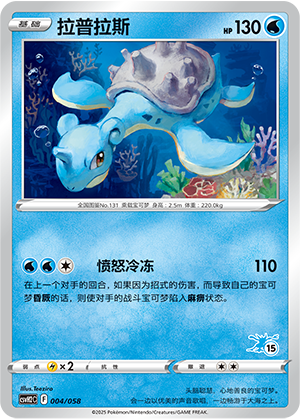 基础 拉普拉斯 HP 130
全国图鉴No.131 乘载宝可梦 身高：2.5m 体重：220.0kg
愤怒冷冻 110
在上一个对手的回合，如果因为招式的伤害，而导致自己的宝可
梦昏厥的话，则使对手的战斗宝可梦陷入麻痹状态。
15
弱点 ×2 抵抗力 撤退
Illus.Teeziro
F 004/058
头脑聪慧、心地善良的宝可梦。
会一边以优美的声音歌唱，一边畅游于大海之上。
©2025 Pokémon/Nintendo/Creatures/GAME FREAK.